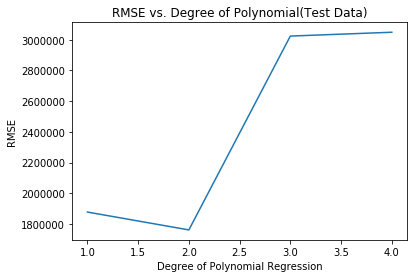 RMSE vs. Degree of Polynomial(Test Data)
3000000
2800000
2600000
2400000
2200000
2000000
1800000
RMSE
1.0 1.5 2.0 2.5 3.0 3.5 4.0
Degree of Polynomial Regression